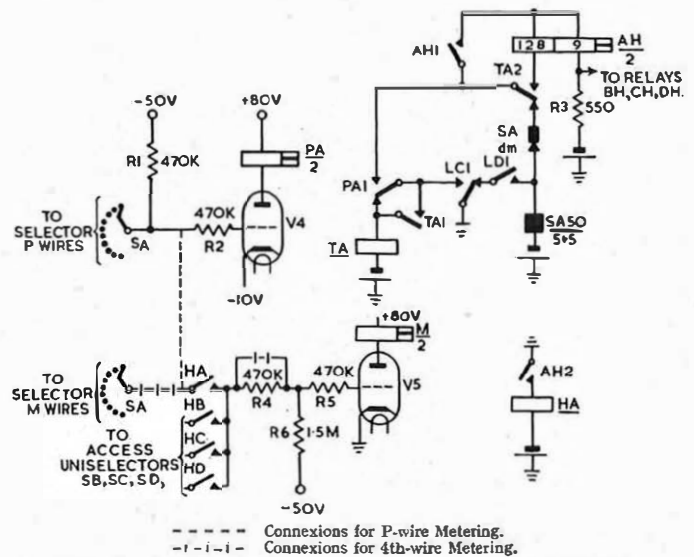 AH1
128 9 AH/2
TA2
TO RELAYS
BH, CH, DH.
R3 550
-50V
+80V
SA
dm
R1 470K
PA/2
LC1 LD1
PA1
TO
SELECTOR
P WIRES
SA
470K
R2
V4
TA1
TA
SA50
5+5
-10V
+80V
M/2
TO
SELECTOR
M WIRES
SA
HA
470K
R4
470K
R5
V5
AH2
HA
HB
HC
HD
TO
ACCESS
UNISELECTORS
SB, SC, SD,
R6 1·5M
-50V
Connexions for P-wire Metering.
Connexions for 4th-wire Metering.